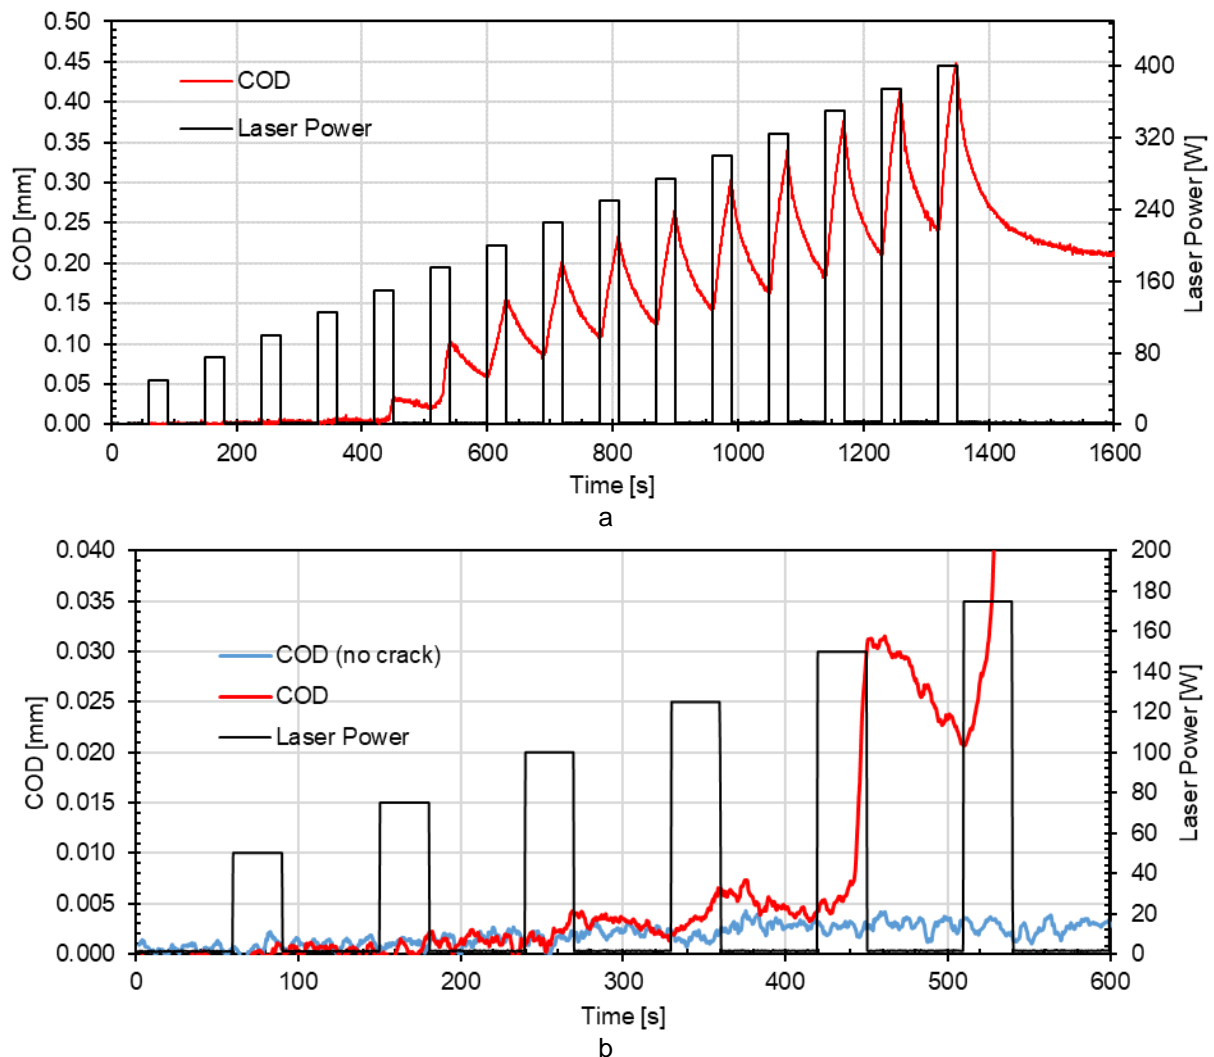 0.50
0.45
0.40
0.35
0.30
0.25
0.20
0.15
0.10
0.05
0.00
COD [mm]
COD
Laser Power
400
320
240
160
80
0
Laser Power [W]
0 200 400 600 800 1000 1200 1400 1600
Time [s]
a
0.040
0.035
0.030
0.025
0.020
0.015
0.010
0.005
0.000
COD [mm]
COD (no crack)
COD
Laser Power
200
180
160
140
120
100
80
60
40
20
0
Laser Power [W]
0 100 200 300 400 500 600
Time [s]
b